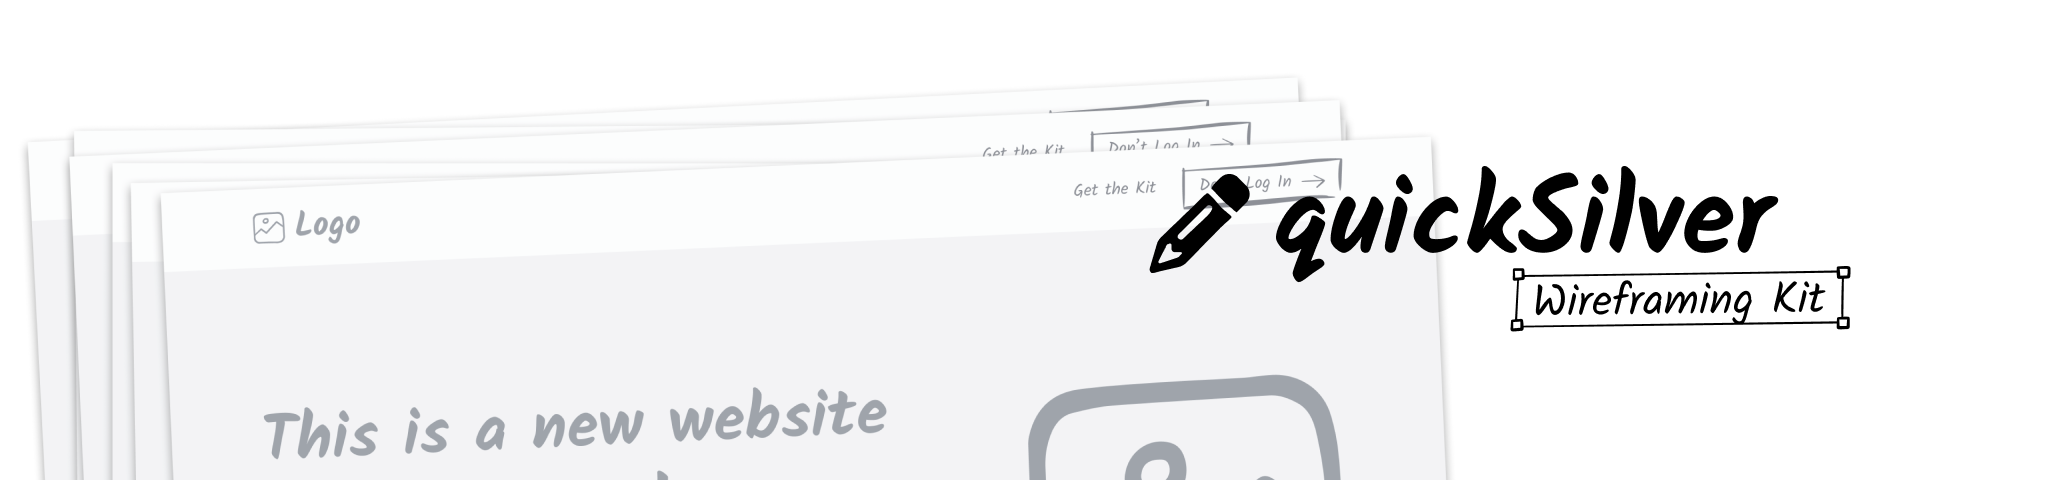 Get the Kit
Don't Log In
Get the Kit
Don't Log In
Logo
quickSilver
Wireframing Kit
This is a new website